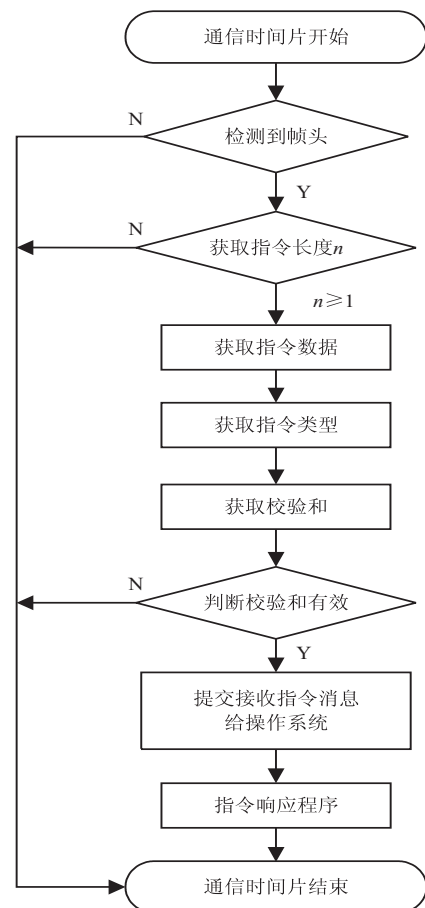 通信时间片开始
N
检测到帧头
Y
N
获取指令长度n
n≥1
获取指令数据
获取指令类型
获取校验和
N
判断校验和有效
Y
提交接收指令消息
给操作系统
指令响应程序
通信时间片结束